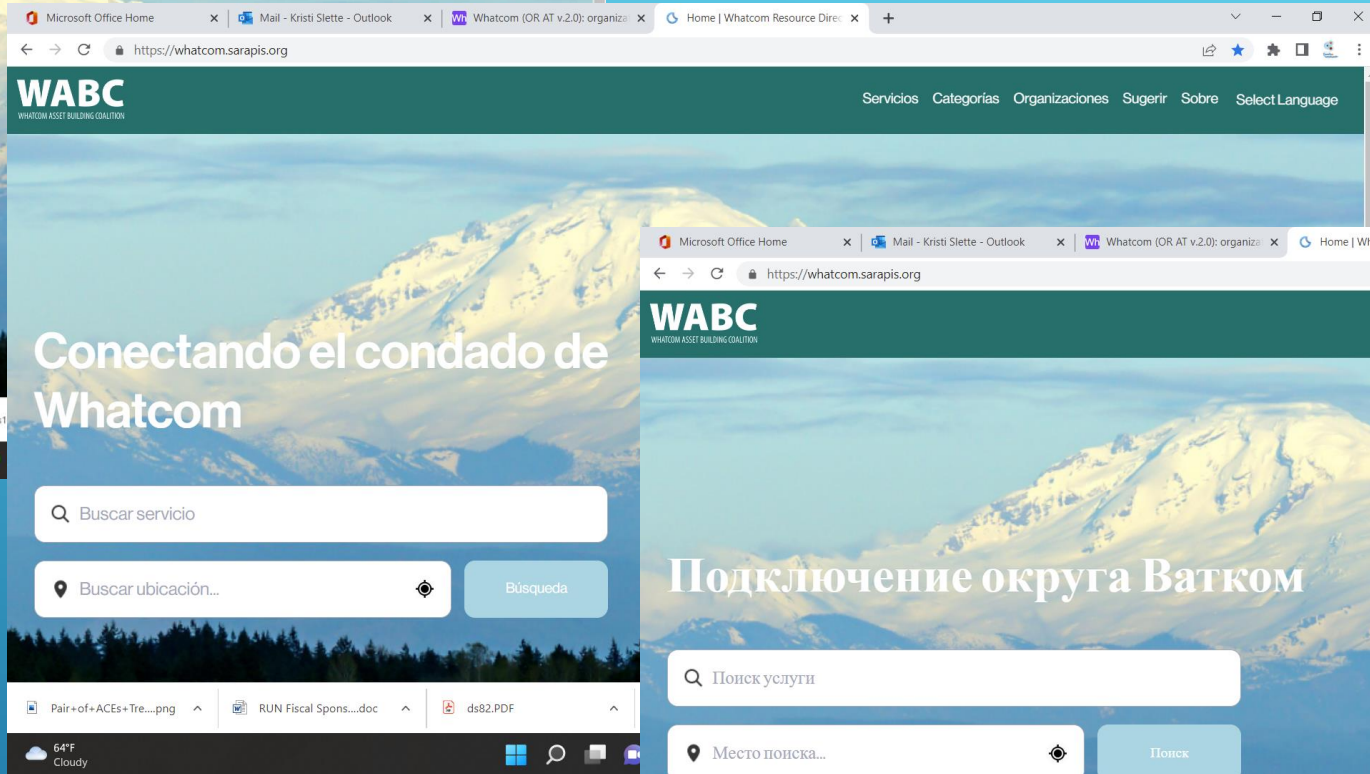 Microsoft Office Home
Mail - Kristi Slette - Outlook
Whatcom (OR AT v.2.0): organiza
Home | Whatcom Resource Direc
https://whatcom.sarapis.org
WABC
WHATCOM ASSET BUILDING COALITION
Servicios Categorías Organizaciones Sugerir Sobre Select Language
Conectando el condado de
Whatcom
Buscar servicio
Buscar ubicación...
Búsqueda
Pair+of+ACEs+Tre....png
RUN Fiscal Spons....doc
ds82.PDF
64°F
Cloudy
Microsoft Office Home
Mail - Kristi Slette - Outlook
Whatcom (OR AT v.2.0): organiza
Home | Wh
https://whatcom.sarapis.org
WABC
WHATCOM ASSET BUILDING COALITION
Подключение округа Ватком
Поиск услуги
Место поиска...
Поиск